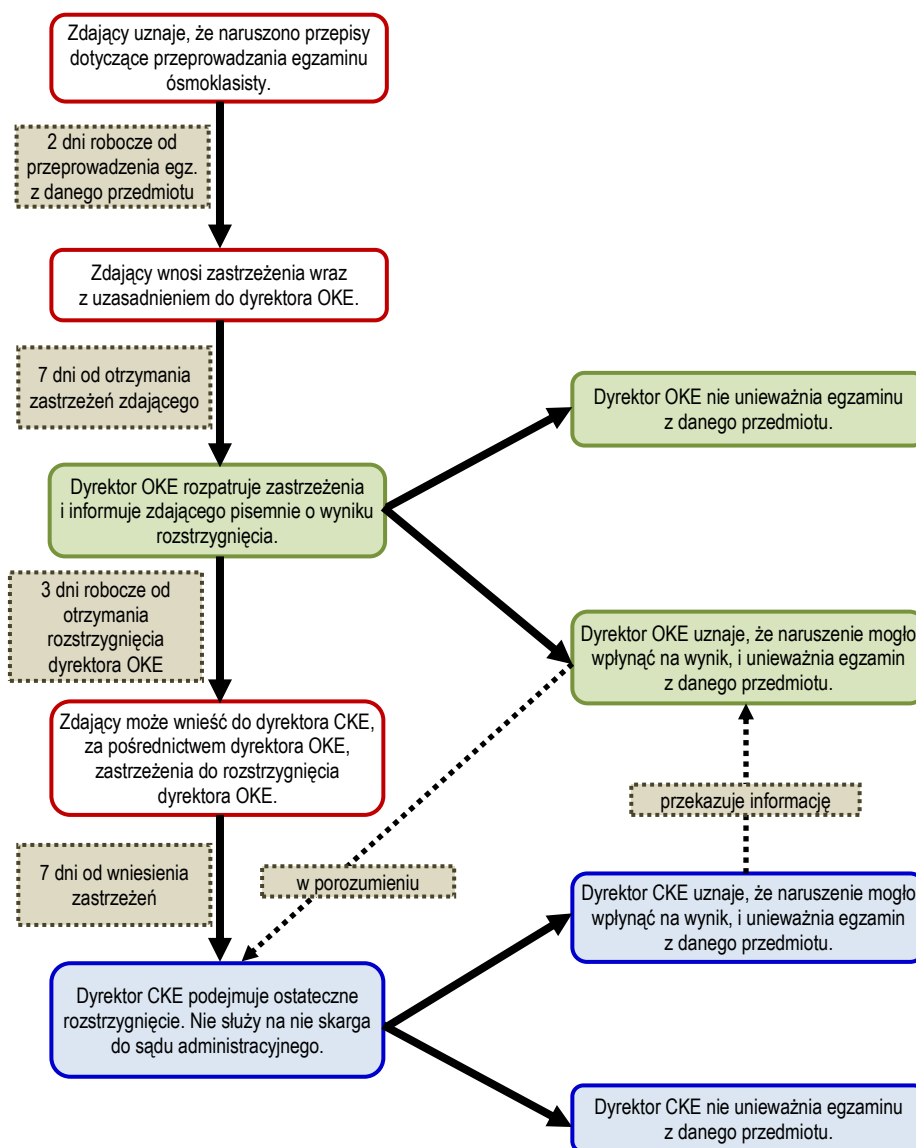 Zdający uznaje, że naruszono przepisy
dotyczące przeprowadzania egzaminu
ósmoklasisty.
2 dni robocze od
przeprowadzenia egz.
z danego przedmiotu
Zdający wnosi zastrzeżenia wraz
z uzasadnieniem do dyrektora OKE.
7 dni od otrzymania
zastrzeżeń zdającego
Dyrektor OKE nie unieważnia egzaminu
z danego przedmiotu.
Dyrektor OKE rozpatruje zastrzeżenia
i informuje zdającego pisemnie o wyniku
rozstrzygnięcia.
3 dni robocze od
otrzymania
rozstrzygnięcia
dyrektora OKE
Dyrektor OKE uznaje, że naruszenie mogło
wpłynąć na wynik, i unieważnia egzamin
z danego przedmiotu.
Zdający może wnieść do dyrektora CKE,
za pośrednictwem dyrektora OKE,
zastrzeżenia do rozstrzygnięcia
dyrektora OKE.
przekazuje informację
7 dni od wniesienia
zastrzeżeń
w porozumieniu
Dyrektor CKE uznaje, że naruszenie mogło
wpłynąć na wynik, i unieważnia egzamin
z danego przedmiotu.
Dyrektor CKE podejmuje ostateczne
rozstrzygnięcie. Nie służy na nie skarga
do sądu administracyjnego.
Dyrektor CKE nie unieważnia egzaminu
z danego przedmiotu.